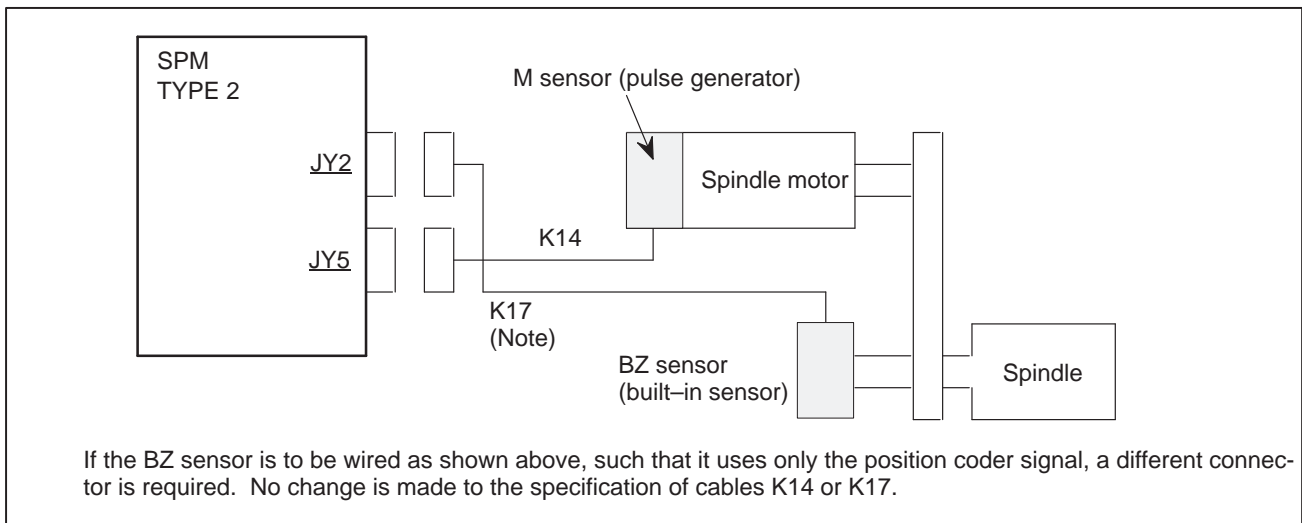 SPM
TYPE 2
M sensor (pulse generator)
JY2
Spindle motor
K14
JY5
K17
(Note)
BZ sensor
(built–in sensor)
Spindle
If the BZ sensor is to be wired as shown above, such that it uses only the position coder signal, a different connec-
tor is required.  No change is made to the specification of cables K14 or K17.